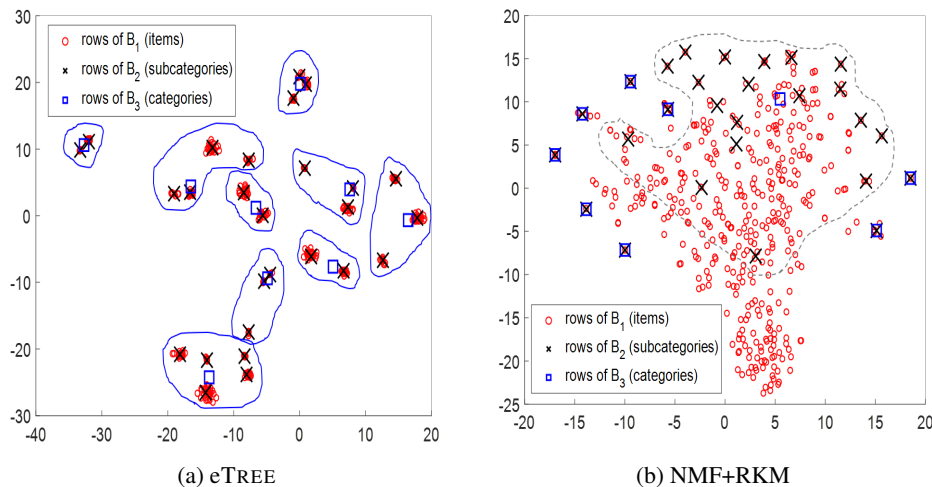 30
20
10
0
-10
-20
-30
-40 -30 -20 -10 0 10 20
rows of B1 (items)
rows of B2 (subcategories)
rows of B3 (categories)
(a) eTREE
20
15
10
5
0
-5
-10
-15
-20
-25
-20 -15 -10 -5 0 5 10 15 20
rows of B1 (items)
rows of B2 (subcategories)
rows of B3 (categories)
(b) NMF+RKM